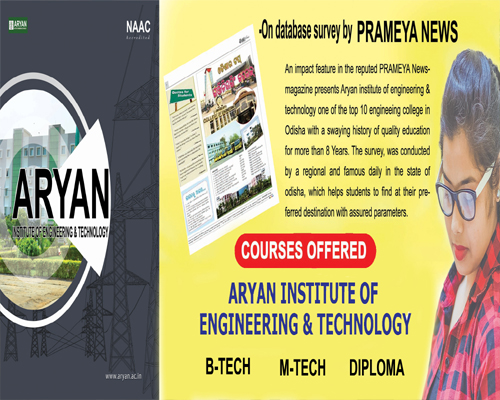 ARYAN
NAAC
Accredited
ARYAN
INSTITUTE OF ENGINEERING & TECHNOLOGY
www.aryan.ac.in
-On database survey by PRAMEYA NEWS
An impact feature in the reputed PRAMEYA News-
magazine presents Aryan institute of engineering &
technology one of the top 10 engineeing college in
Odisha with a swaying history of quality education
for more than 8 Years. The survey, was conducted
by a regional and famous daily in the state of
odisha, which helps students to find at their pre-
ferred destination with assured parameters.
COURSES OFFERED
ARYAN INSTITUTE OF
ENGINEERING & TECHNOLOGY
B-TECH M-TECH DIPLOMA